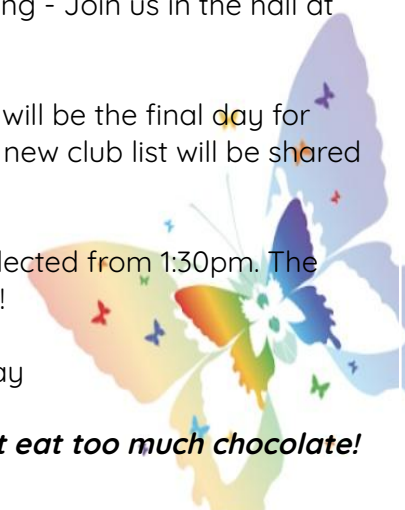 ng - Join us in the hall at
will be the final day for
new club list will be shared
lected from 1:30pm. The
!
ay
t eat too much chocolate!